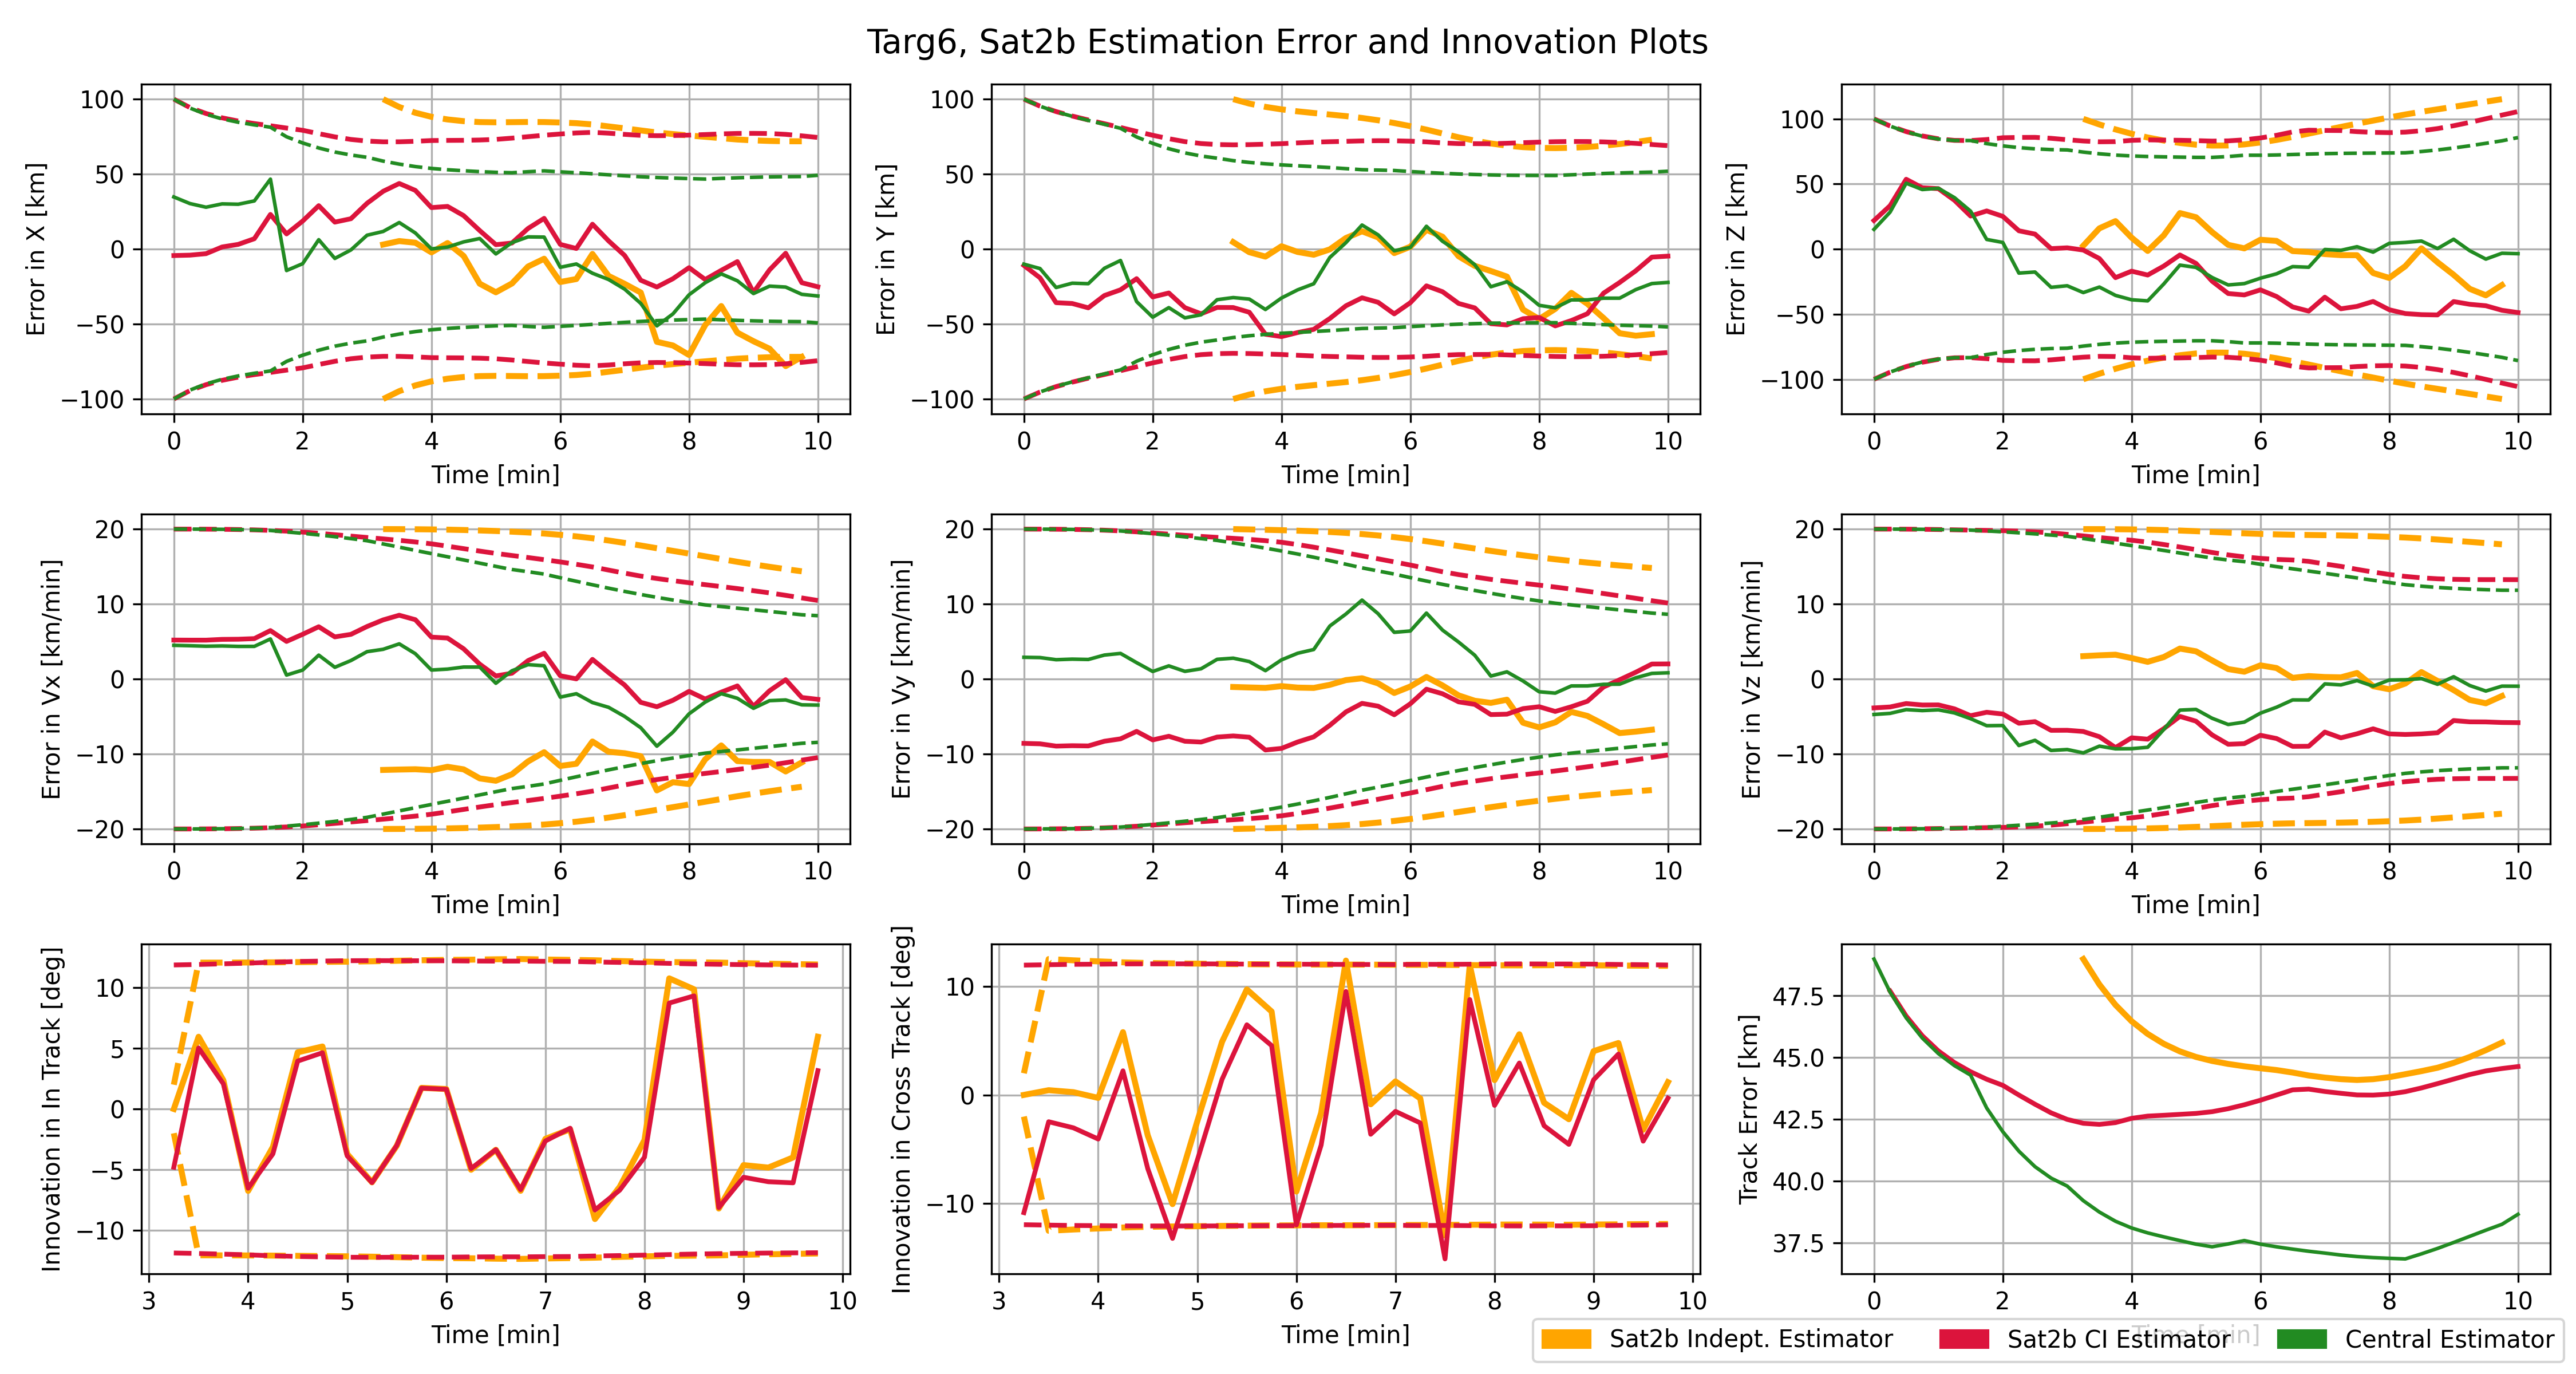 Targ6, Sat2b Estimation Error and Innovation Plots
Error in X [km]
100
50
0
−50
−100
0 2 4 6 8 10
Time [min]
Error in Y [km]
100
50
0
−50
−100
0 2 4 6 8 10
Time [min]
Error in Z [km]
100
50
0
−50
−100
0 2 4 6 8 10
Time [min]
Error in Vx [km/min]
20
10
0
−10
−20
0 2 4 6 8 10
Time [min]
Error in Vy [km/min]
20
10
0
−10
−20
0 2 4 6 8 10
Time [min]
Error in Vz [km/min]
20
10
0
−10
−20
0 2 4 6 8 10
Time [min]
Innovation in In Track [deg]
10
5
0
−5
−10
3 4 5 6 7 8 9 10
Time [min]
Innovation in Cross Track [deg]
10
0
−10
3 4 5 6 7 8 9 10
Time [min]
Track Error [km]
47.5
45.0
42.5
40.0
37.5
0 2 4 6 8 10
Time [min]
Sat2b Indept. Estimator
Sat2b CI Estimator
Central Estimator